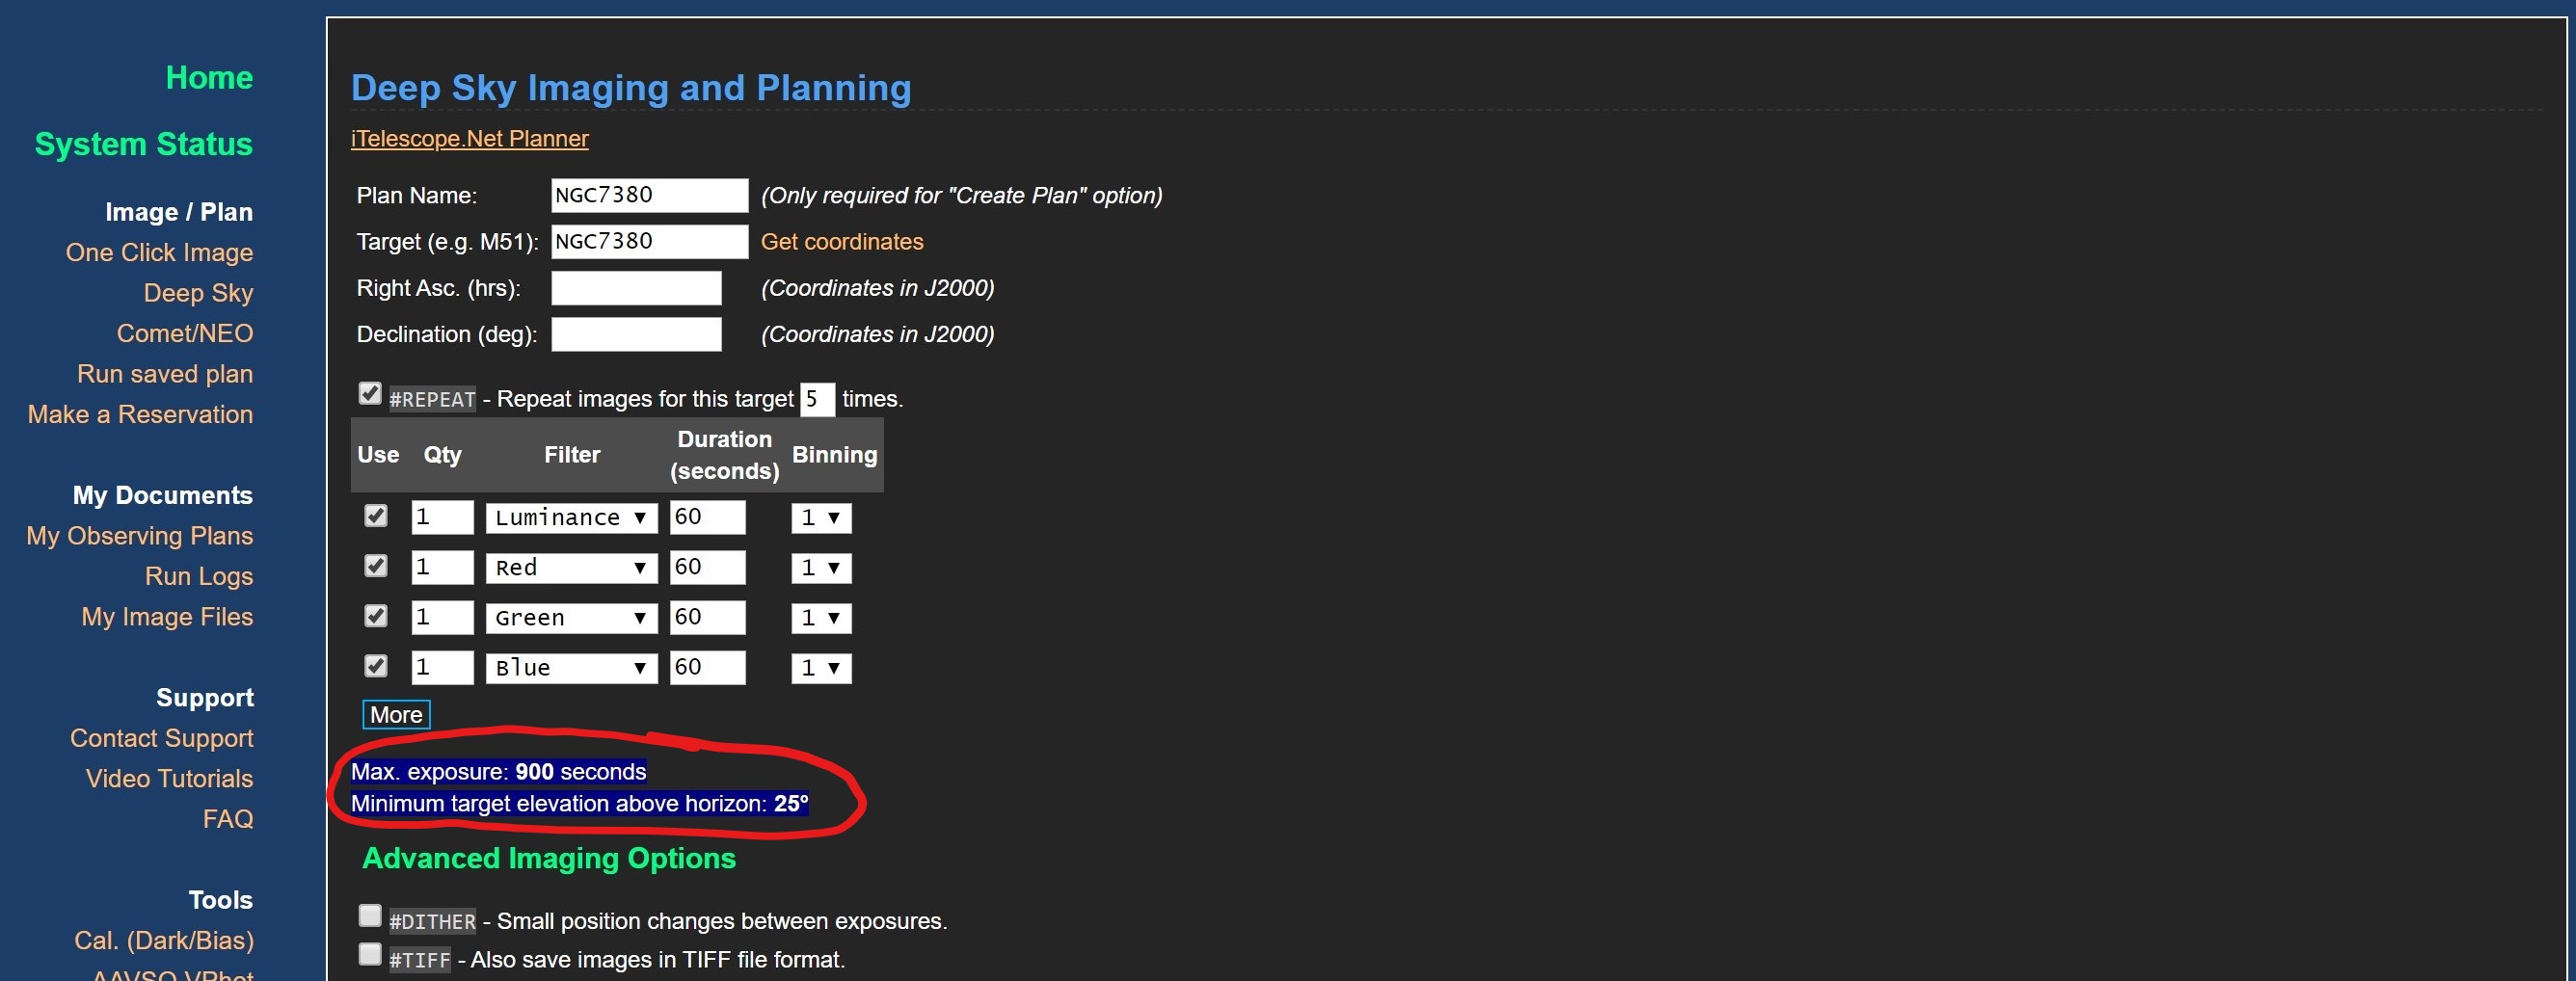 Home
System Status
Image / Plan
One Click Image
Deep Sky
Comet/NEO
Run saved plan
Make a Reservation
My Documents
My Observing Plans
Run Logs
My Image Files
Support
Contact Support
Video Tutorials
FAQ
Tools
Cal. (Dark/Bias)
AAVSO VPhot
Deep Sky Imaging and Planning
iTelescope.Net Planner
Plan Name: NGC7380 (Only required for "Create Plan" option)
Target (e.g. M51): NGC7380 Get coordinates
Right Asc. (hrs): (Coordinates in J2000)
Declination (deg): (Coordinates in J2000)
#REPEAT - Repeat images for this target 5 times.
Use Qty Filter Duration (seconds) Binning
1 Luminance 60 1
1 Red 60 1
1 Green 60 1
1 Blue 60 1
More
Max. exposure: 900 seconds
Minimum target elevation above horizon: 25°
Advanced Imaging Options
#DITHER - Small position changes between exposures.
#TIFF - Also save images in TIFF file format.